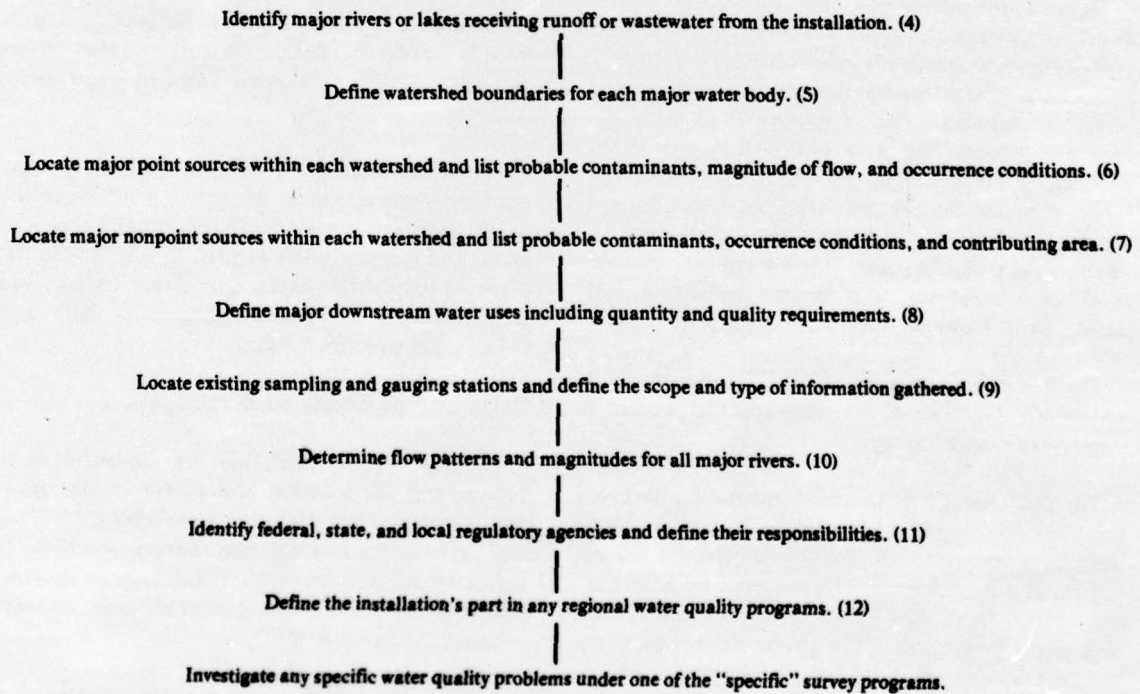 Identify major rivers or lakes receiving runoff or wastewater from the installation. (4)
Define watershed boundaries for each major water body. (5)
Locate major point sources within each watershed and list probable contaminants, magnitude of flow, and occurrence conditions. (6)
Locate major nonpoint sources within each watershed and list probable contaminants, occurrence conditions, and contributing area. (7)
Define major downstream water uses including quantity and quality requirements. (8)
Locate existing sampling and gauging stations and define the scope and type of information gathered. (9)
Determine flow patterns and magnitudes for all major rivers. (10)
Identify federal, state, and local regulatory agencies and define their responsibilities. (11)
Define the installation's part in any regional water quality programs. (12)
Investigate any specific water quality problems under one of the "specific" survey programs.